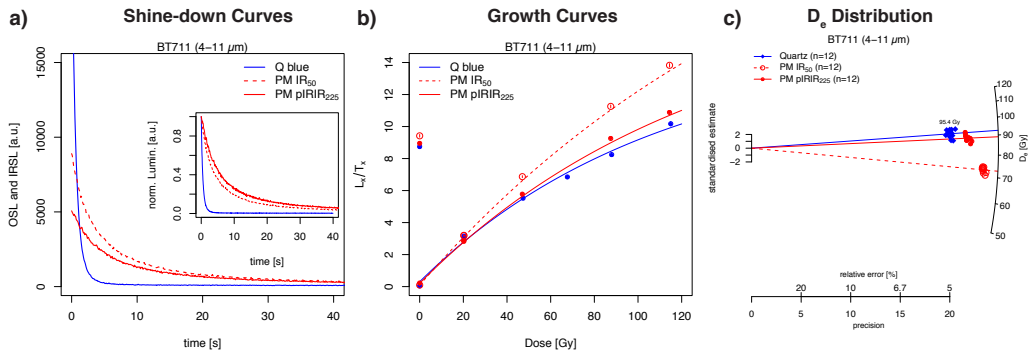 a) Shine-down Curves
BT711 (4–11 µm)
Q blue
PM IR50
PM pIRIR225
OSL and IRSL [a.u.]
15000
10000
5000
0
0 10 20 30 40
time [s]
norm. Lumin. [a.u.]
1.0
0.8
0.6
0.4
0.2
0.0
0 10 20 30 40
time [s]
b) Growth Curves
BT711 (4–11 µm)
Q blue
PM IR50
PM pIRIR225
Lx/Tx
14
12
10
8
6
4
2
0
0 20 40 60 80 100 120
Dose [Gy]
c) De Distribution
BT711 (4–11 µm)
Quartz (n=12)
PM IR50 (n=12)
PM pIRIR225 (n=12)
95.4 Gy
standardised estimate
2
0
−2
120
110
100
90
80
70
60
50
De [Gy]
relative error [%]
20 10 6.7 5
0 5 10 15 20
precision